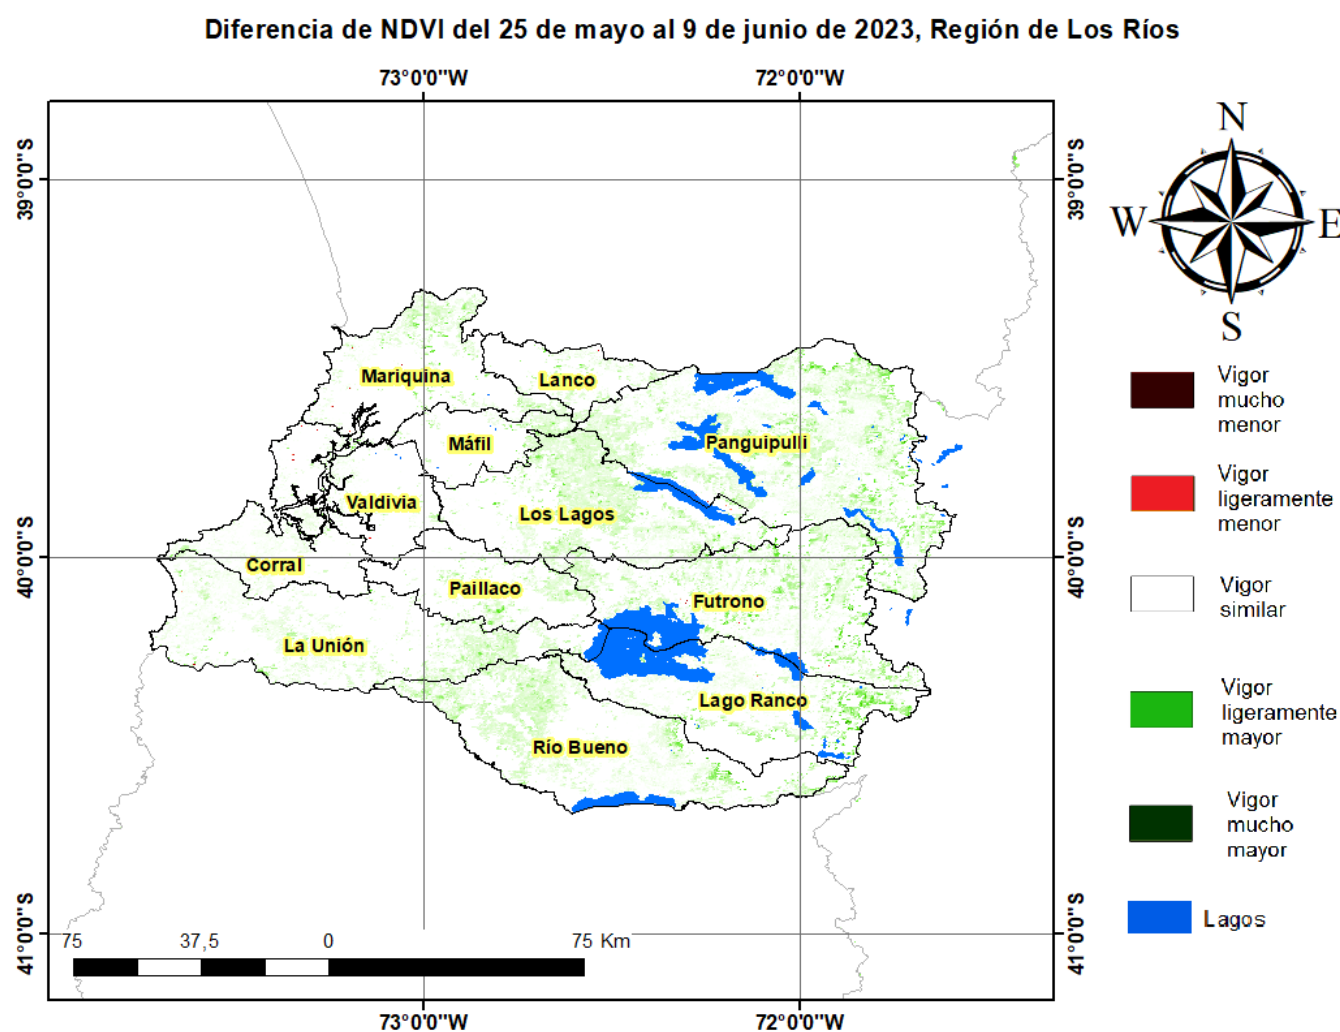 Diferencia de NDVI del 25 de mayo al 9 de junio de 2023, Región de Los Ríos
73°0'0"W
72°0'0"W
39°0'0"S
39°0'0"S
N
W
E
S
Mariquina
Lanco
Máfil
Panguipulli
Valdivia
Los Lagos
40°0'0"S
40°0'0"S
Corral
Paillaco
Futrono
La Unión
Lago Ranco
Río Bueno
41°0'0"S
41°0'0"S
75
37,5
0
75 Km
73°0'0"W
72°0'0"W
Vigor
mucho
menor
Vigor
ligeramente
menor
Vigor
similar
Vigor
ligeramente
mayor
Vigor
mucho
mayor
Lagos